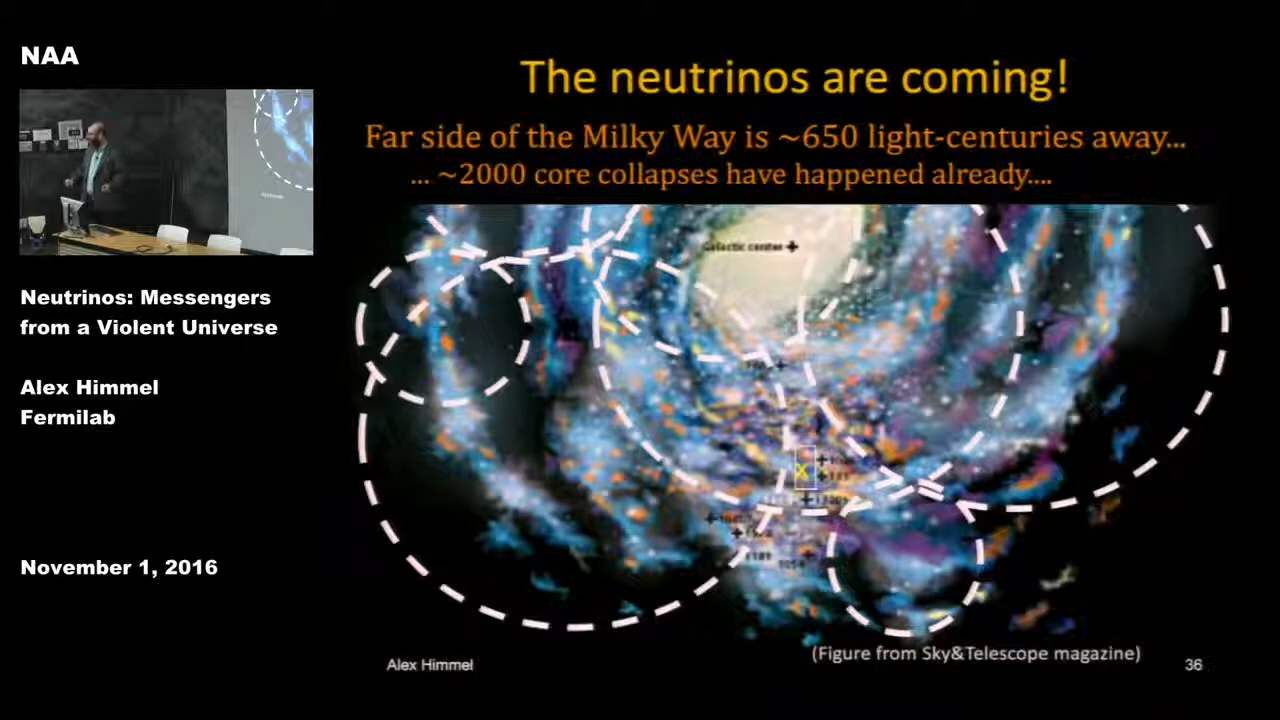 NAA
The neutrinos are coming!
Far side of the Milky Way is ~650 light-centuries away...
... ~2000 core collapses have happened already....
Galactic center
Neutrinos: Messengers
from a Violent Universe
Alex Himmel
Fermilab
November 1, 2016
X
(Figure from Sky&Telescope magazine)
Alex Himmel
36